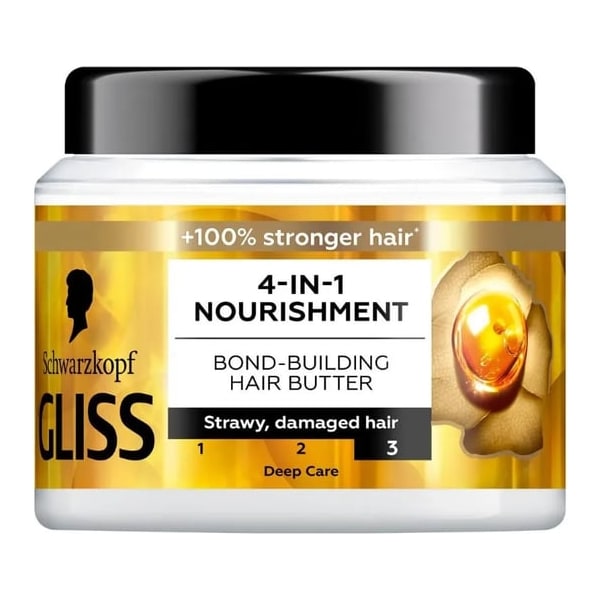 +100% stronger hair*
4-IN-1
NOURISHMENT
BOND-BUILDING
HAIR BUTTER
Schwarzkopf
GLISS
Strawy, damaged hair
1 2 3
Deep Care